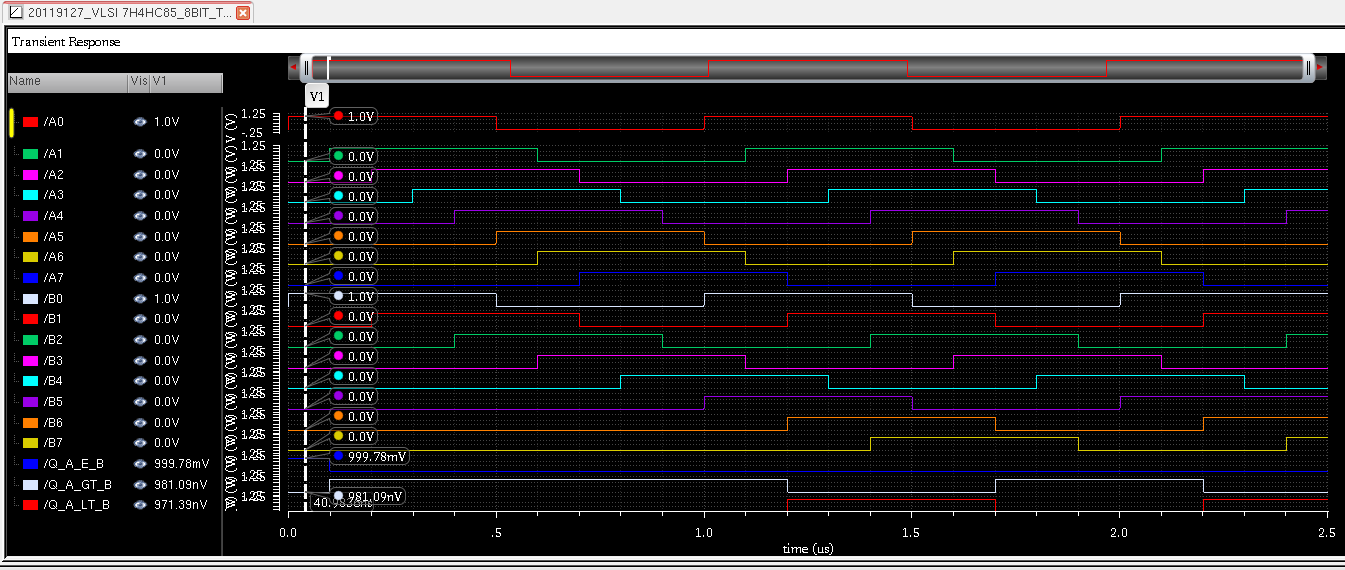 20119127_VLSI 7H4HC85_8BIT_T...
Transient Response
Name Vis V1
V1
/A0 1.0V
/A1 0.0V
/A2 0.0V
/A3 0.0V
/A4 0.0V
/A5 0.0V
/A6 0.0V
/A7 0.0V
/B0 1.0V
/B1 0.0V
/B2 0.0V
/B3 0.0V
/B4 0.0V
/B5 0.0V
/B6 0.0V
/B7 0.0V
/Q_A_E_B 999.78mV
/Q_A_GT_B 981.09nV
/Q_A_LT_B 971.39nV
1.25
-.25
V (V)
1.0V
0.0V
0.0V
0.0V
0.0V
0.0V
0.0V
0.0V
1.0V
0.0V
0.0V
0.0V
0.0V
0.0V
0.0V
0.0V
999.78mV
981.09nV
0.0 .5 1.0 1.5 2.0 2.5
time (us)